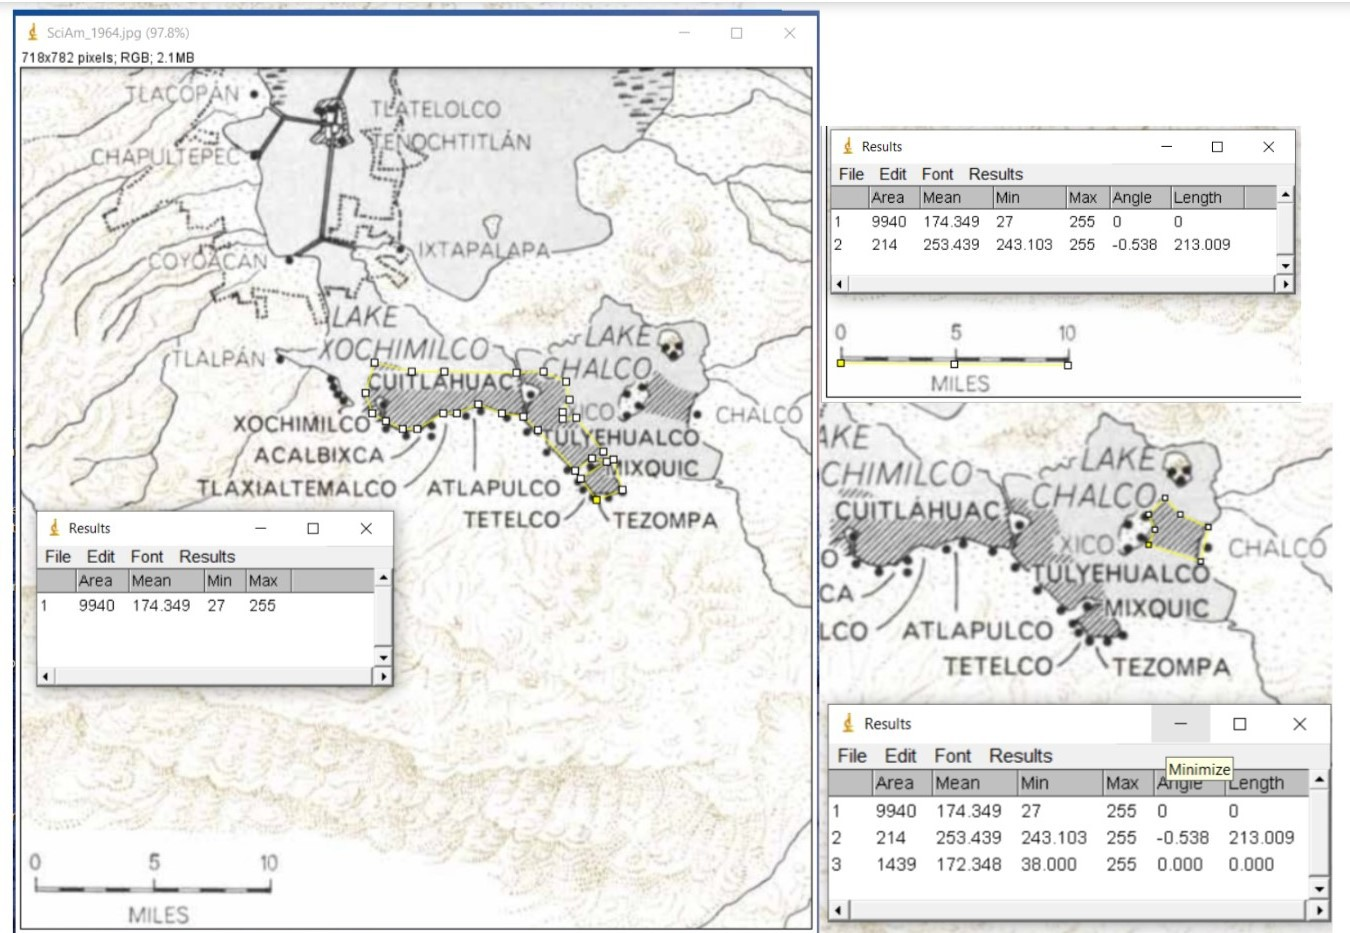 SciAm_1964.jpg (97.8%)
718x782 pixels; RGB; 2.1MB
TLACOPÁN
TLATELOLCO
TENOCHTITLÁN
CHAPULTEPEC
IXTAPALAPA
COYOACÁN
LAKE
XOCHIMILCO
LAKE
CHALCO
TLALPÁN
CUITLÁHUAC
XICO
CHALCO
XOCHIMILCO
TULYEHUALCO
ACALBIXCA
MIXQUIC
TLAXIALTEMALCO
ATLAPULCO
TETELCO
TEZOMPA
Results
File Edit Font Results
Area Mean Min Max
1 9940 174.349 27 255
0 5 10
MILES
Results
File Edit Font Results
Area Mean Min Max Angle Length
1 9940 174.349 27 255 0 0
2 214 253.439 243.103 255 -0.538 213.009
0 5 10
MILES
AKE
CHIMILCO
LAKE
CHALCO
CUITLÁHUAC
XICO
CHALCO
O
TULYEHUALCO
CA
MIXQUIC
LCO
ATLAPULCO
TETELCO
TEZOMPA
Results
File Edit Font Results
Minimize
Area Mean Min Max Angle Length
1 9940 174.349 27 255 0 0
2 214 253.439 243.103 255 -0.538 213.009
3 1439 172.348 38.000 255 0.000 0.000